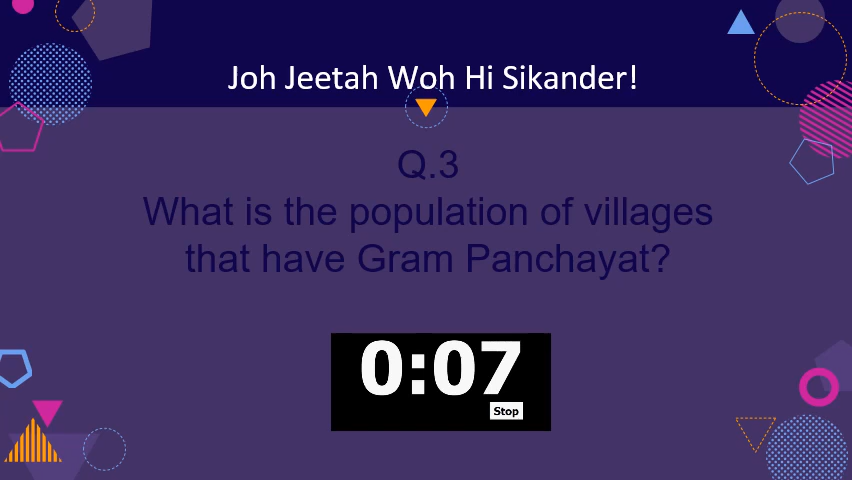 Joh Jeetah Woh Hi Sikander!
Q.3
What is the population of villages
that have Gram Panchayat?
0:07
Stop